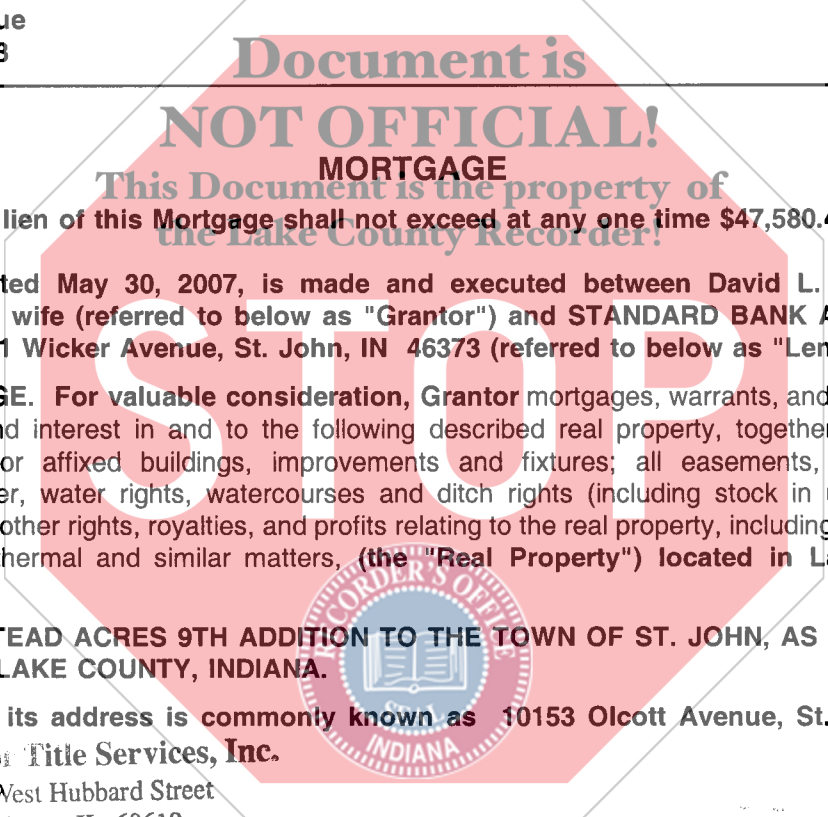 ue
3
Document is
NOT OFFICIAL!
MORTGAGE
This Document is the property of
lien of this Mortgage shall not exceed at any one time $47,580.
the Lake County Recorder!
ted May 30, 2007, is made and executed between David L.
wife (referred to below as "Grantor") and STANDARD BANK A
1 Wicker Avenue, St. John, IN 46373 (referred to below as "Len
STOP
GE. For valuable consideration, Grantor mortgages, warrants, and
nd interest in and to the following described real property, together
or affixed buildings, improvements and fixtures; all easements,
er, water rights, watercourses and ditch rights (including stock in
other rights, royalties, and profits relating to the real property, including
thermal and similar matters, (the "Real Property") located in La
RECORDER'S OFFICE
TEAD ACRES 9TH ADDITION TO THE TOWN OF ST. JOHN, AS
LAKE COUNTY, INDIANA.
SEAL
its address is commonly known as 10153 Olcott Avenue, St.
INDIANA
Title Services, Inc.
West Hubbard Street